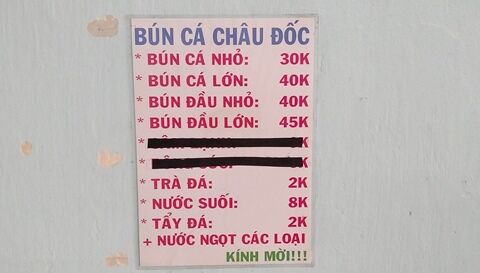 BÚN CÁ CHÂU ĐỐC
* BÚN CÁ NHỎ: 30K
* BÚN CÁ LỚN: 40K
* BÚN ĐẦU NHỎ: 40K
* BÚN ĐẦU LỚN: 45K
*
*
* TRÀ ĐÁ: 2K
* NƯỚC SUỐI: 8K
* TẨY ĐÁ: 2K
+ NƯỚC NGỌT CÁC LOẠI
KÍNH MỜI!!!